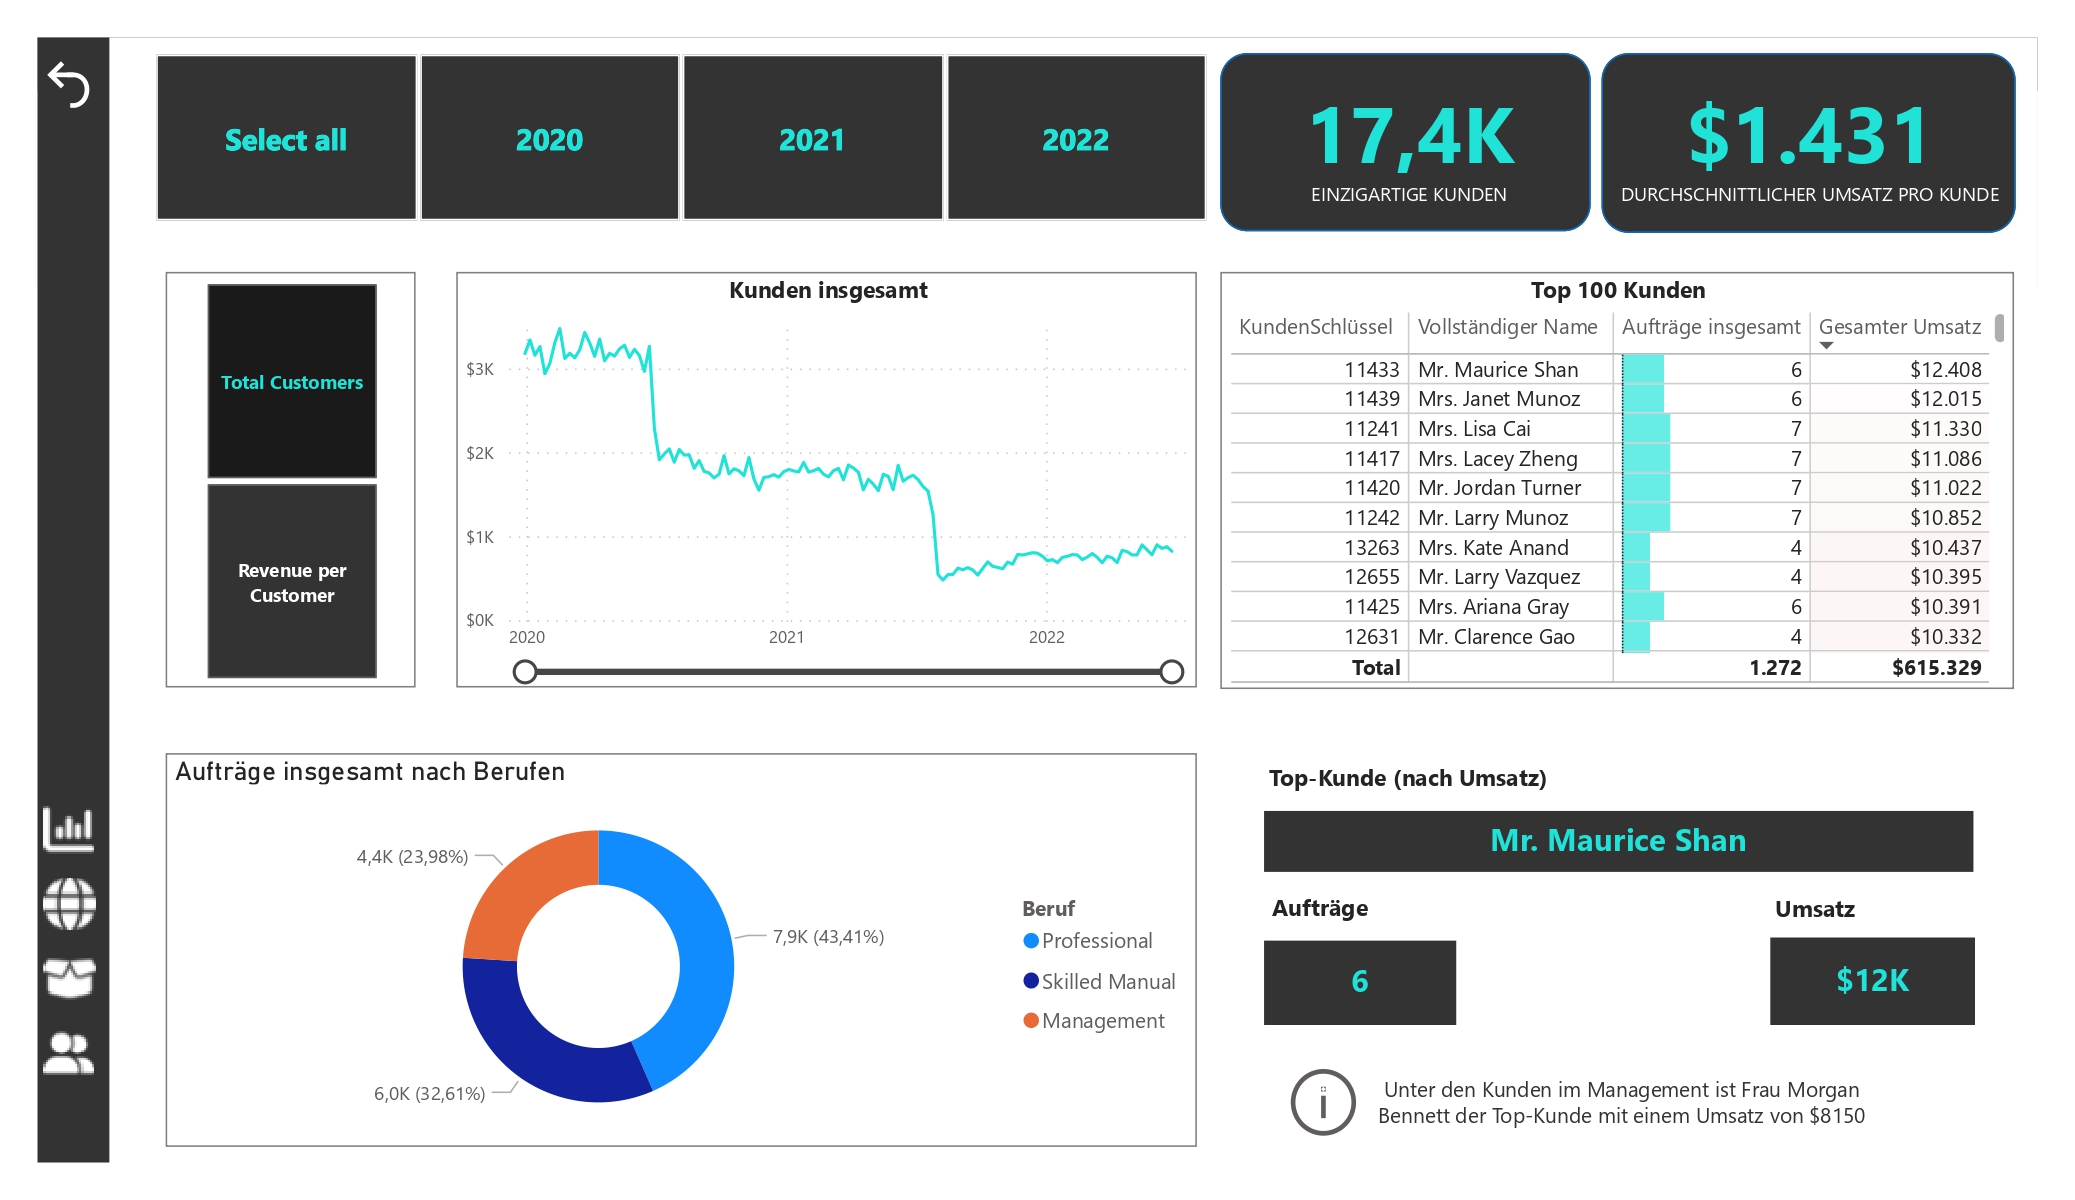 Select all
2020
2021
2022
17,4K
EINZIGARTIGE KUNDEN
$1.431
DURCHSCHNITTLICHER UMSATZ PRO KUNDE
Total Customers
Revenue per
Customer
Kunden insgesamt
$3K
$2K
$1K
$0K
2020
2021
2022
Top 100 Kunden
KundenSchlüssel Vollständiger Name Aufträge insgesamt Gesamter Umsatz
11433 Mr. Maurice Shan 6 $12.408
11439 Mrs. Janet Munoz 6 $12.015
11241 Mrs. Lisa Cai 7 $11.330
11417 Mrs. Lacey Zheng 7 $11.086
11420 Mr. Jordan Turner 7 $11.022
11242 Mr. Larry Munoz 7 $10.852
13263 Mrs. Kate Anand 4 $10.437
12655 Mr. Larry Vazquez 4 $10.395
11425 Mrs. Ariana Gray 6 $10.391
12631 Mr. Clarence Gao 4 $10.332
Total 1.272 $615.329
Aufträge insgesamt nach Berufen
4,4K (23,98%)
7,9K (43,41%)
6,0K (32,61%)
Beruf
Professional
Skilled Manual
Management
Top-Kunde (nach Umsatz)
Mr. Maurice Shan
Aufträge
6
Umsatz
$12K
Unter den Kunden im Management ist Frau Morgan
Bennett der Top-Kunde mit einem Umsatz von $8150